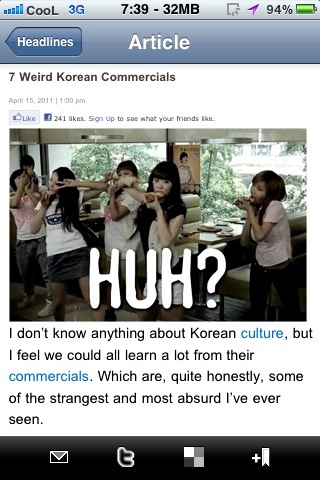 CooL 3G 7:39 - 32MB 94%
Headlines
Article
7 Weird Korean Commercials
April 15, 2011 | 1:00 pm
Like 241 likes. Sign Up to see what your friends like.
HUH?
I don't know anything about Korean culture, but
I feel we could all learn a lot from their
commercials. Which are, quite honestly, some
of the strangest and most absurd I've ever
seen.